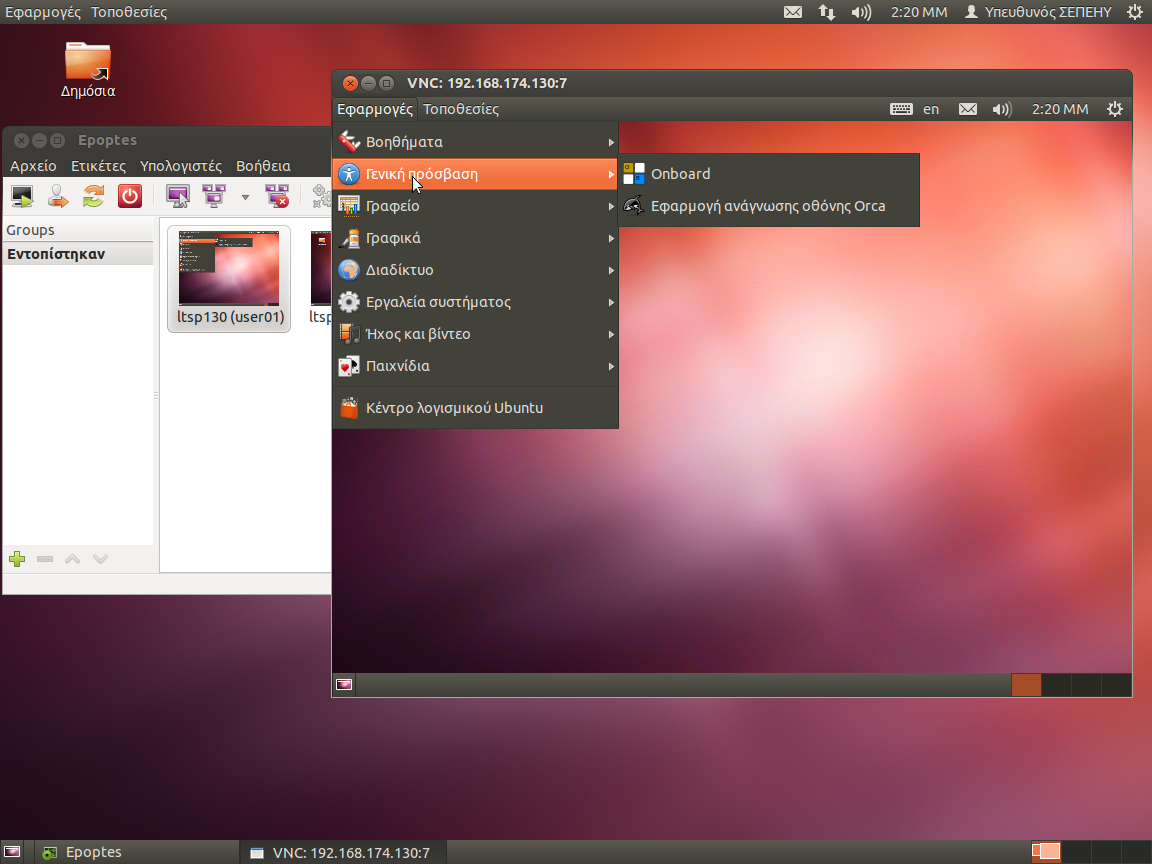 Εφαρμογές Τοποθεσίες 2:20 ΜΜ Υπευθυνός ΣΕΠΕΗΥ
Δημόσια
VNC: 192.168.174.130:7
Εφαρμογές Τοποθεσίες en 2:20 ΜΜ
Epoptes
Αρχείο Ετικέτες Υπολογιστές Βοήθεια
Groups
Εντοπίστηκαν
ltsp130 (user01) ltsp
Βοηθήματα
Γενική πρόσβαση
Γραφείο
Γραφικά
Διαδίκτυο
Εργαλεία συστήματος
Ήχος και βίντεο
Παιχνίδια
Κέντρο λογισμικού Ubuntu
Onboard
Εφαρμογή ανάγνωσης οθόνης Orca
Epoptes VNC: 192.168.174.130:7